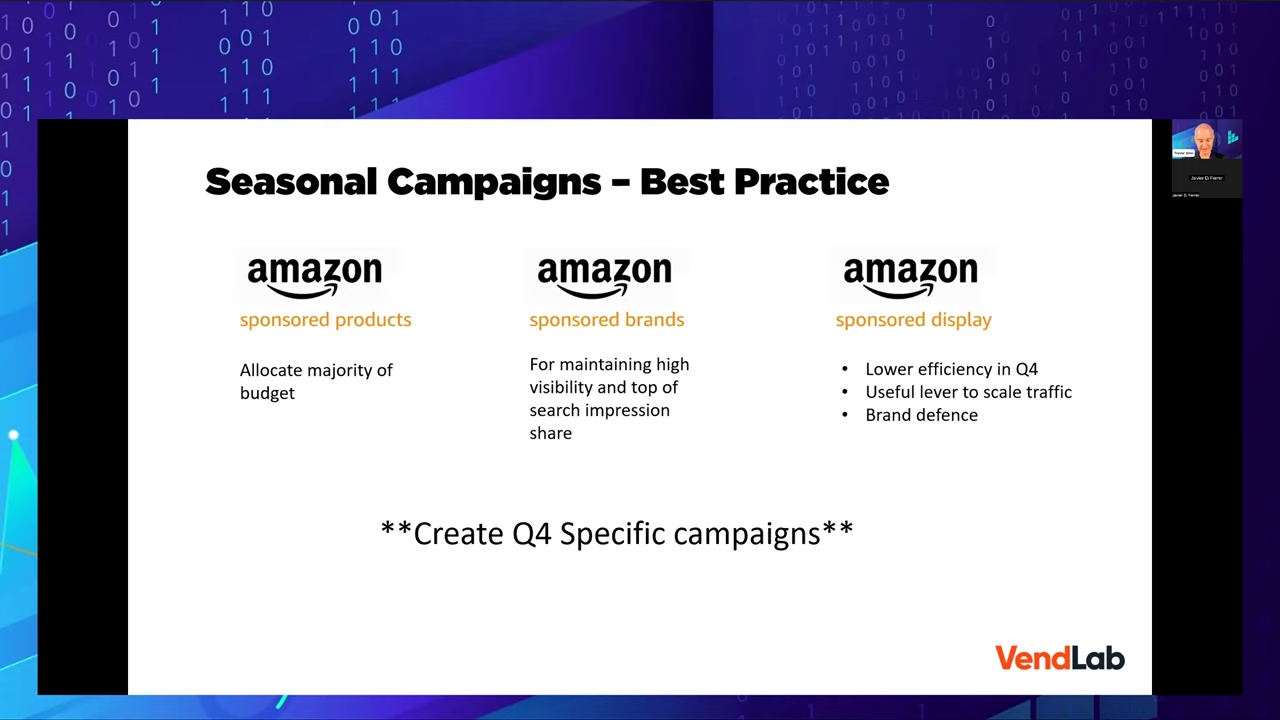 Seasonal Campaigns – Best Practice
amazon
sponsored products
Allocate majority of
budget
amazon
sponsored brands
For maintaining high
visibility and top of
search impression
share
amazon
sponsored display
• Lower efficiency in Q4
• Useful lever to scale traffic
• Brand defence
**Create Q4 Specific campaigns**
VendLab